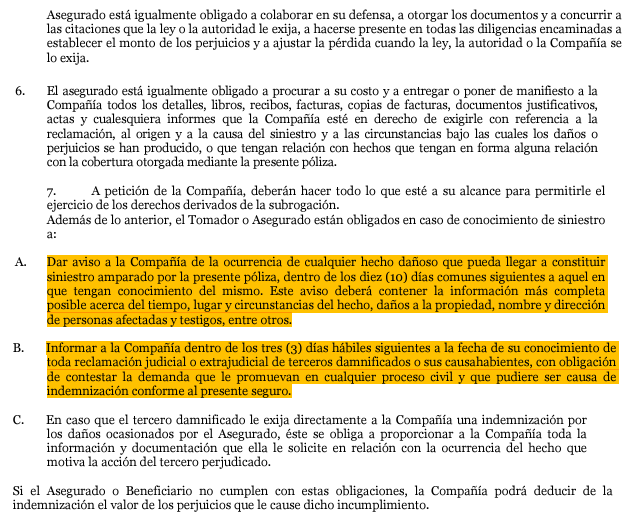 Asegurado está igualmente obligado a colaborar en su defensa, a otorgar los documentos y a concurrir a
las citaciones que la ley o la autoridad le exija, a hacerse presente en todas las diligencias encaminadas a
establecer el monto de los perjuicios y a ajustar la pérdida cuando la ley, la autoridad o la Compañía se
lo exija.
6. El asegurado está igualmente obligado a procurar a su costo y a entregar o poner de manifiesto a la
Compañía todos los detalles, libros, recibos, facturas, copias de facturas, documentos justificativos,
actas y cualesquiera informes que la Compañía esté en derecho de exigirle con referencia a la
reclamación, al origen y a la causa del siniestro y a las circunstancias bajo las cuales los daños o
perjuicios se han producido, o que tengan relación con hechos que tengan en forma alguna relación
con la cobertura otorgada mediante la presente póliza.
7. A petición de la Compañía, deberán hacer todo lo que esté a su alcance para permitirle el
ejercicio de los derechos derivados de la subrogación.
Además de lo anterior, el Tomador o Asegurado están obligados en caso de conocimiento de siniestro
a:
A. Dar aviso a la Compañía de la ocurrencia de cualquier hecho dañoso que pueda llegar a constituir
siniestro amparado por la presente póliza, dentro de los diez (10) días comunes siguientes a aquel en
que tengan conocimiento del mismo. Este aviso deberá contener la información más completa
posible acerca del tiempo, lugar y circunstancias del hecho, daños a la propiedad, nombre y dirección
de personas afectadas y testigos, entre otros.
B. Informar a la Compañía dentro de los tres (3) días hábiles siguientes a la fecha de su conocimiento de
toda reclamación judicial o extrajudicial de terceros damnificados o sus causahabientes, con obligación
de contestar la demanda que le promuevan en cualquier proceso civil y que pudiere ser causa de
indemnización conforme al presente seguro.
C. En caso que el tercero damnificado le exija directamente a la Compañía una indemnización por
los daños ocasionados por el Asegurado, éste se obliga a proporcionar a la Compañía toda la
información y documentación que ella le solicite en relación con la ocurrencia del hecho que
motiva la acción del tercero perjudicado.
Si el Asegurado o Beneficiario no cumplen con estas obligaciones, la Compañía podrá deducir de la
indemnización el valor de los perjuicios que le cause dicho incumplimiento.